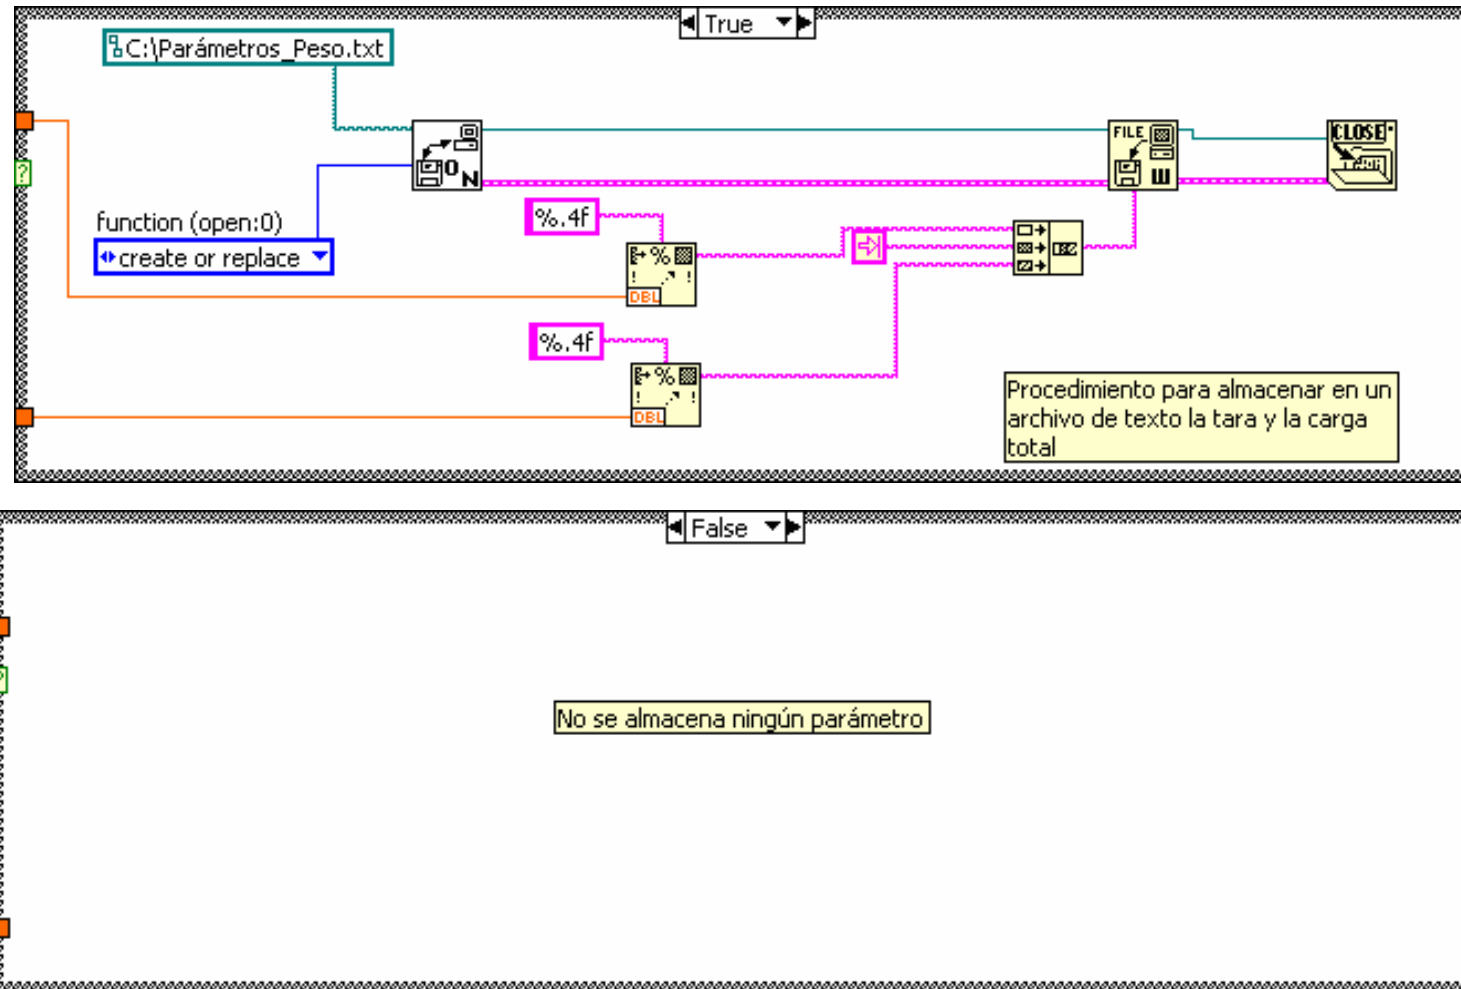 True
C:\Parámetros_Peso.txt
function (open:0)
create or replace
O
N
%.4f
%
DBL
%.4f
%
DBL
FILE
W
CLOSE
Procedimiento para almacenar en un
archivo de texto la tara y la carga
total
False
No se almacena ningún parámetro